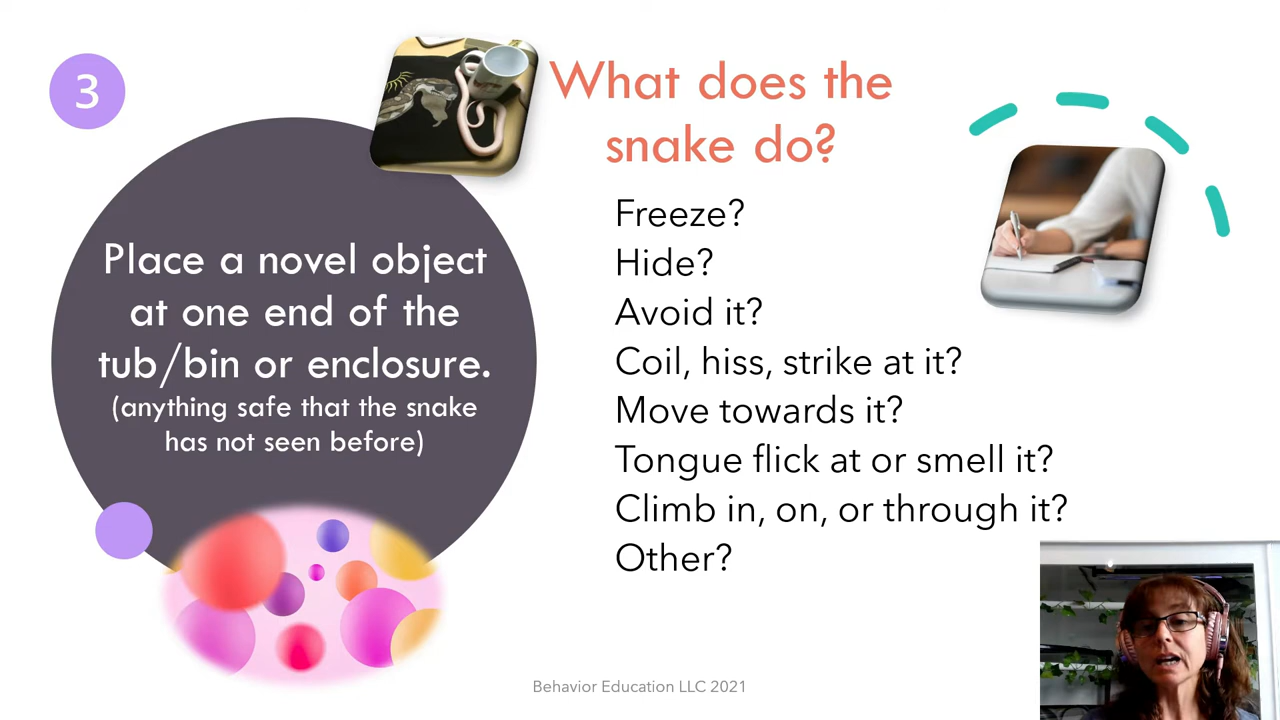 3
What does the
snake do?
Place a novel object
at one end of the
tub/bin or enclosure.
(anything safe that the snake
has not seen before)
Freeze?
Hide?
Avoid it?
Coil, hiss, strike at it?
Move towards it?
Tongue flick at or smell it?
Climb in, on, or through it?
Other?
Behavior Education LLC 2021